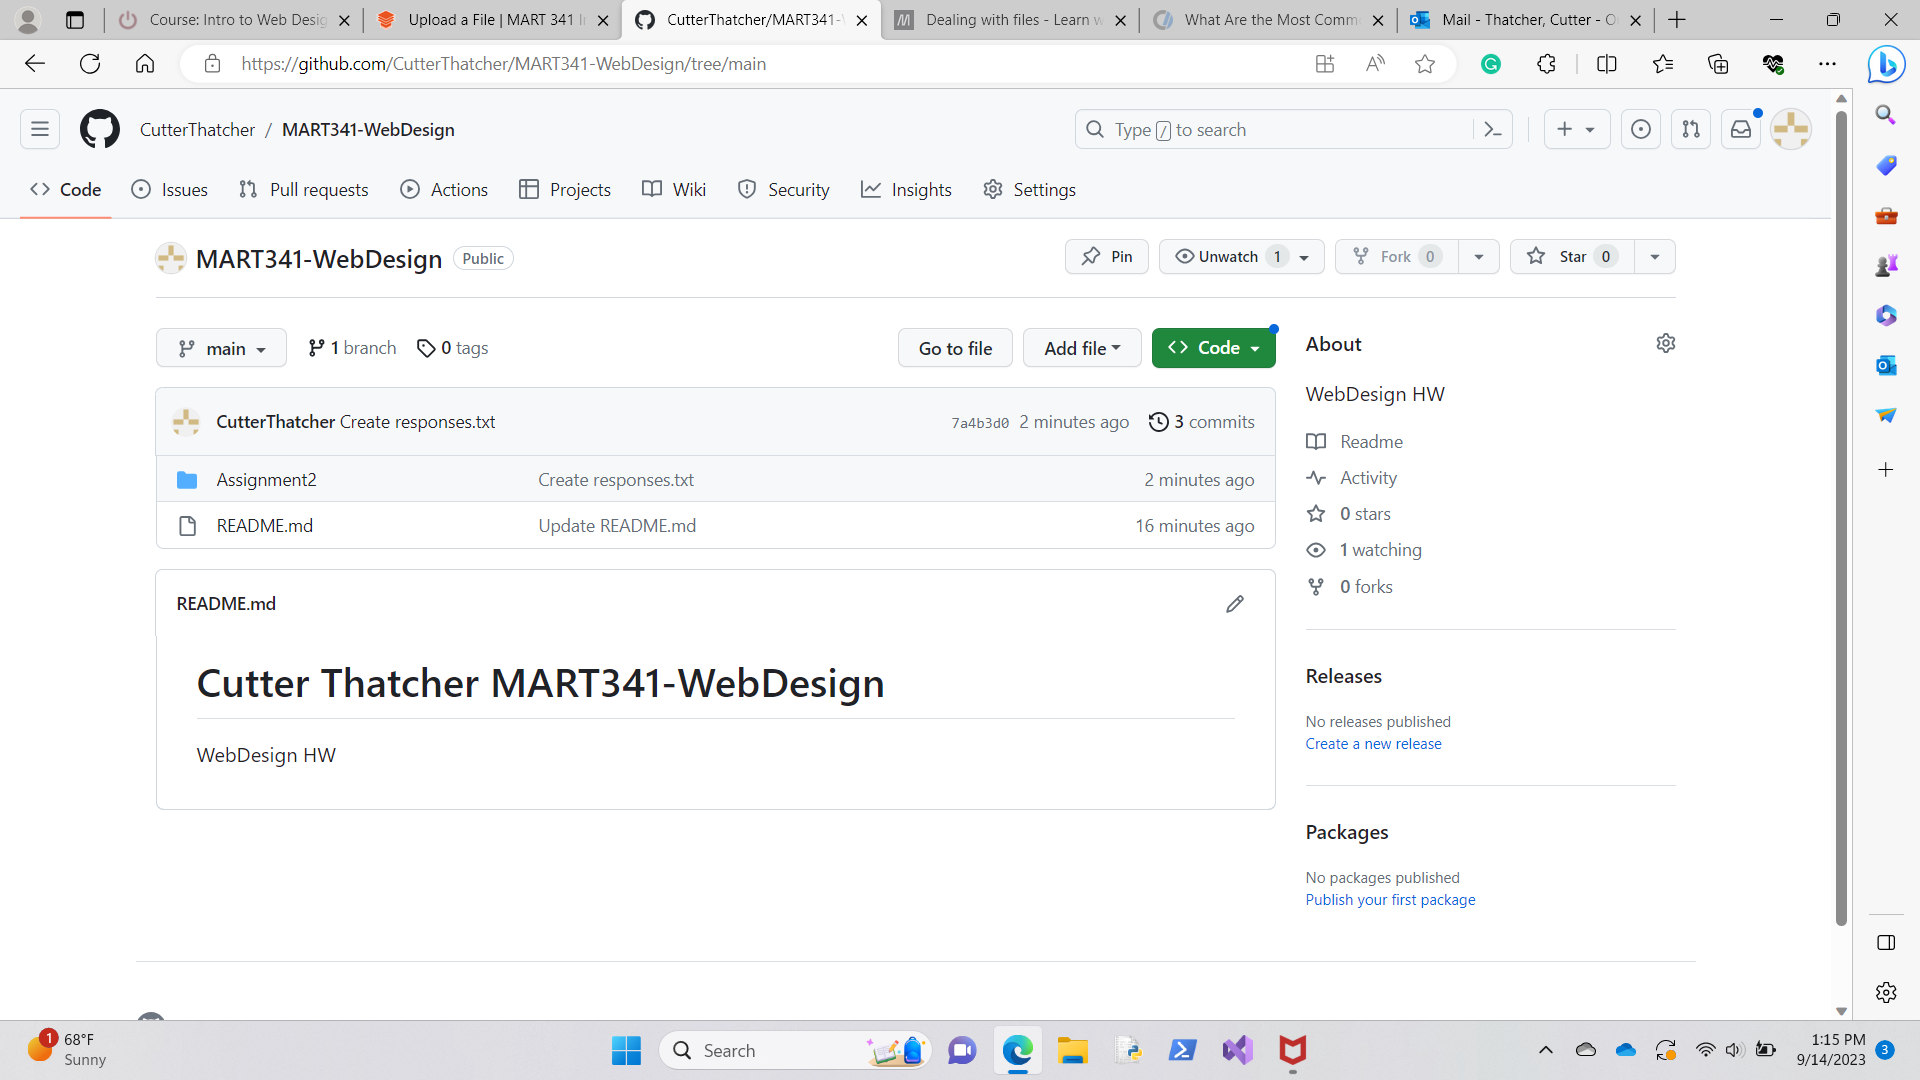 Course: Intro to Web Desig
Upload a File | MART 341 I
CutterThatcher/MART341-
Dealing with files - Learn w
What Are the Most Comm
Mail - Thatcher, Cutter - O
https://github.com/CutterThatcher/MART341-WebDesign/tree/main
CutterThatcher / MART341-WebDesign
Type / to search
Code Issues Pull requests Actions Projects Wiki Security Insights Settings
MART341-WebDesign Public
Pin Unwatch 1 Fork 0 Star 0
main 1 branch 0 tags Go to file Add file Code
CutterThatcher Create responses.txt 7a4b3d0 2 minutes ago 3 commits
Assignment2 Create responses.txt 2 minutes ago
README.md Update README.md 16 minutes ago
README.md
Cutter Thatcher MART341-WebDesign
WebDesign HW
About
WebDesign HW
Readme
Activity
0 stars
1 watching
0 forks
Releases
No releases published
Create a new release
Packages
No packages published
Publish your first package
1
68°F
Sunny
Search
1:15 PM
9/14/2023
3